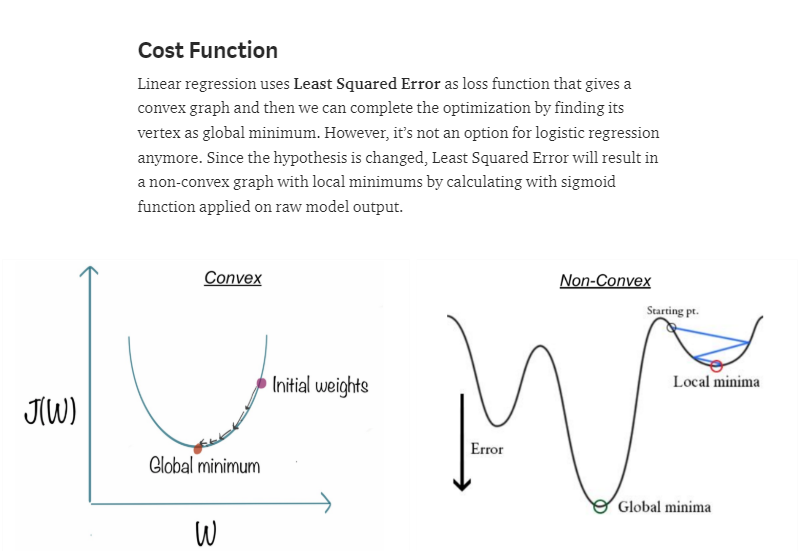 Cost Function
Linear regression uses Least Squared Error as loss function that gives a
convex graph and then we can complete the optimization by finding its
vertex as global minimum. However, it’s not an option for logistic regression
anymore. Since the hypothesis is changed, Least Squared Error will result in
a non-convex graph with local minimums by calculating with sigmoid
function applied on raw model output.
Convex
J(W)
Initial weights
Global minimum
W
Non-Convex
Starting pt.
Local minima
Error
Global minima